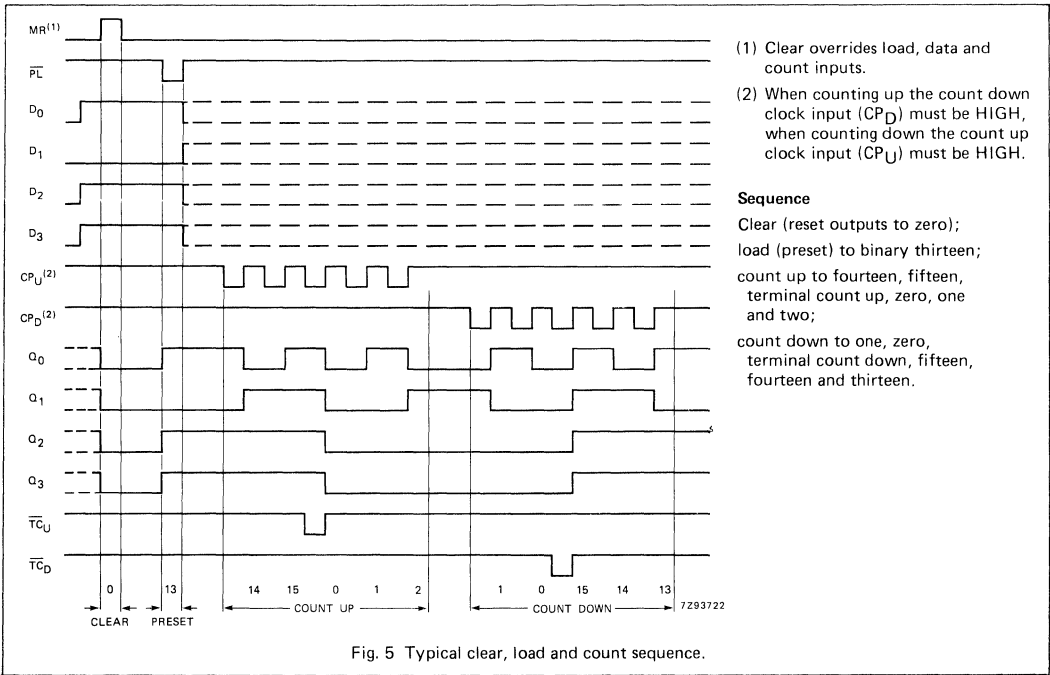 MR(1)
PL
D0
D1
D2
D3
CPU(2)
CPD(2)
Q0
Q1
Q2
Q3
TCU
TCD
0 13 14 15 0 1 2 1 0 15 14 13
CLEAR PRESET COUNT UP COUNT DOWN 7Z93722
(1) Clear overrides load, data and
count inputs.
(2) When counting up the count down
clock input (CPD) must be HIGH,
when counting down the count up
clock input (CPU) must be HIGH.
Sequence
Clear (reset outputs to zero);
load (preset) to binary thirteen;
count up to fourteen, fifteen,
terminal count up, zero, one
and two;
count down to one, zero,
terminal count down, fifteen,
fourteen and thirteen.
Fig. 5 Typical clear, load and count sequence.